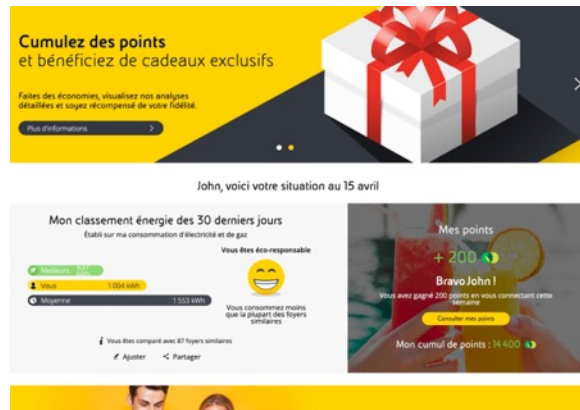 Cumulez des points
et bénéficiez de cadeaux exclusifs
Faites des économies, visualisez nos analyses
détaillées et soyez récompensé de votre fidélité.
Plus d'informations
John, voici votre situation au 15 avril
Mon classement énergie des 30 derniers jours
Établi sur ma consommation d'électricité et de gaz
Vous êtes éco-responsable
Meilleurs 637 kWh
Vous 1 004 kWh
Moyenne 1 553 kWh
Vous consommez moins
que la plupart des foyers
similaires
i Vous êtes comparé avec 87 foyers similaires
Ajuster Partager
Mes points
+ 200
Bravo John !
Vous avez gagné 200 points en vous connectant cette
semaine
Consulter mes points
Mon cumul de points : 14 400